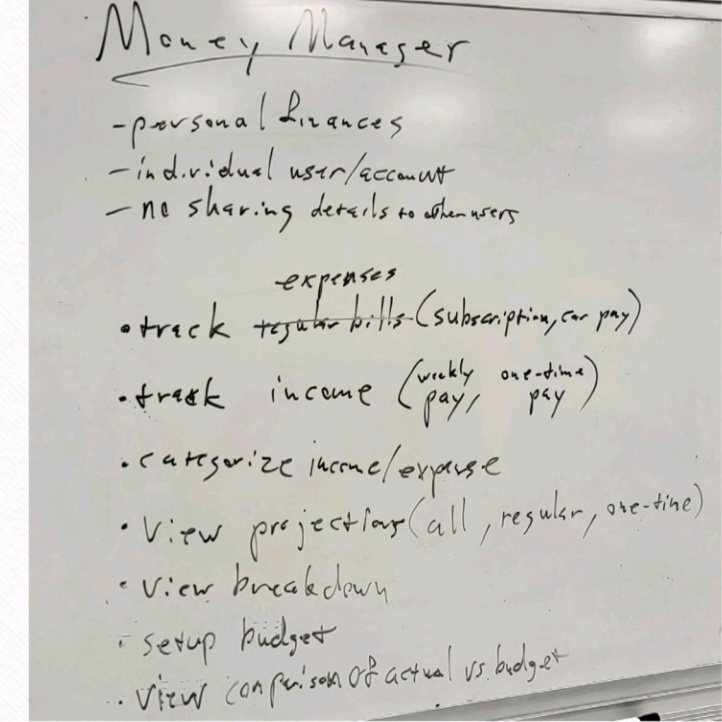 Money Manager
- personal finances
- individual user/account
- no sharing details to other users
expenses
• track regular bills (subscription, car pay)
• track income (weekly pay, one-time pay)
• categorize income/expense
• View projections (all, regular, one-time)
• View breakdown
• setup budget
• View comparison of actual vs. budget